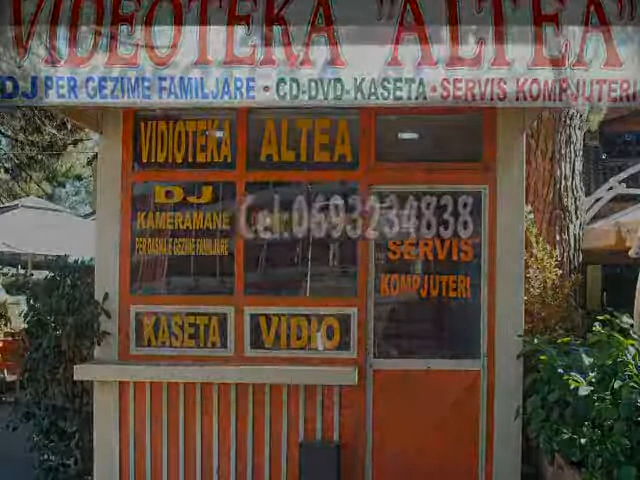 VIDEOTEKA "ALTEA"
DJ PER GEZIME FAMILJARE • CD-DVD-KASETA • SERVIS KOMPJUTERI
VIDIOTEKA ALTEA
DJ
KAMERAMANE
PER DASMA E GEZIME FAMILJARE
Cel: 0693234838
SERVIS
KOMPJUTERI
KASETA VIDIO